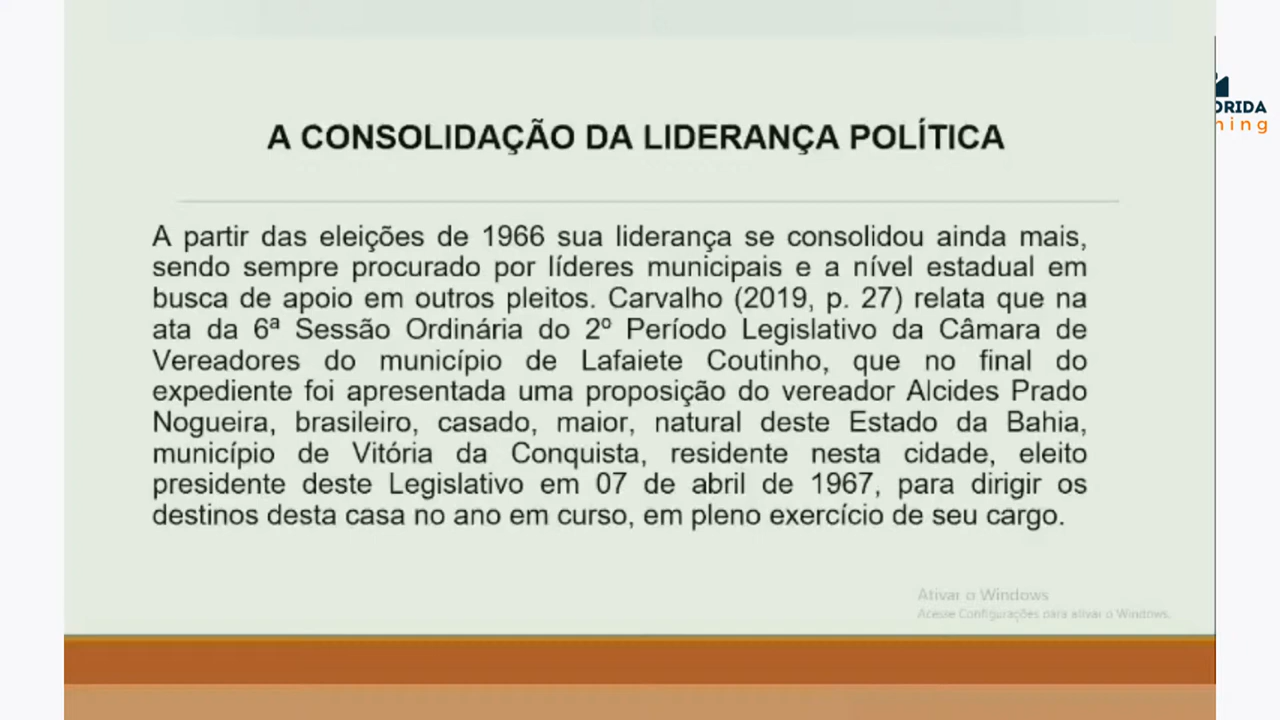 A CONSOLIDAÇÃO DA LIDERANÇA POLÍTICA
ORIDA
ning
A partir das eleições de 1966 sua liderança se consolidou ainda mais,
sendo sempre procurado por líderes municipais e a nível estadual em
busca de apoio em outros pleitos. Carvalho (2019, p. 27) relata que na
ata da 6ª Sessão Ordinária do 2º Período Legislativo da Câmara de
Vereadores do município de Lafaiete Coutinho, que no final do
expediente foi apresentada uma proposição do vereador Alcides Prado
Nogueira, brasileiro, casado, maior, natural deste Estado da Bahia,
município de Vitória da Conquista, residente nesta cidade, eleito
presidente deste Legislativo em 07 de abril de 1967, para dirigir os
destinos desta casa no ano em curso, em pleno exercício de seu cargo.
Ativar o Windows
Acesse Configurações para ativar o Windows.